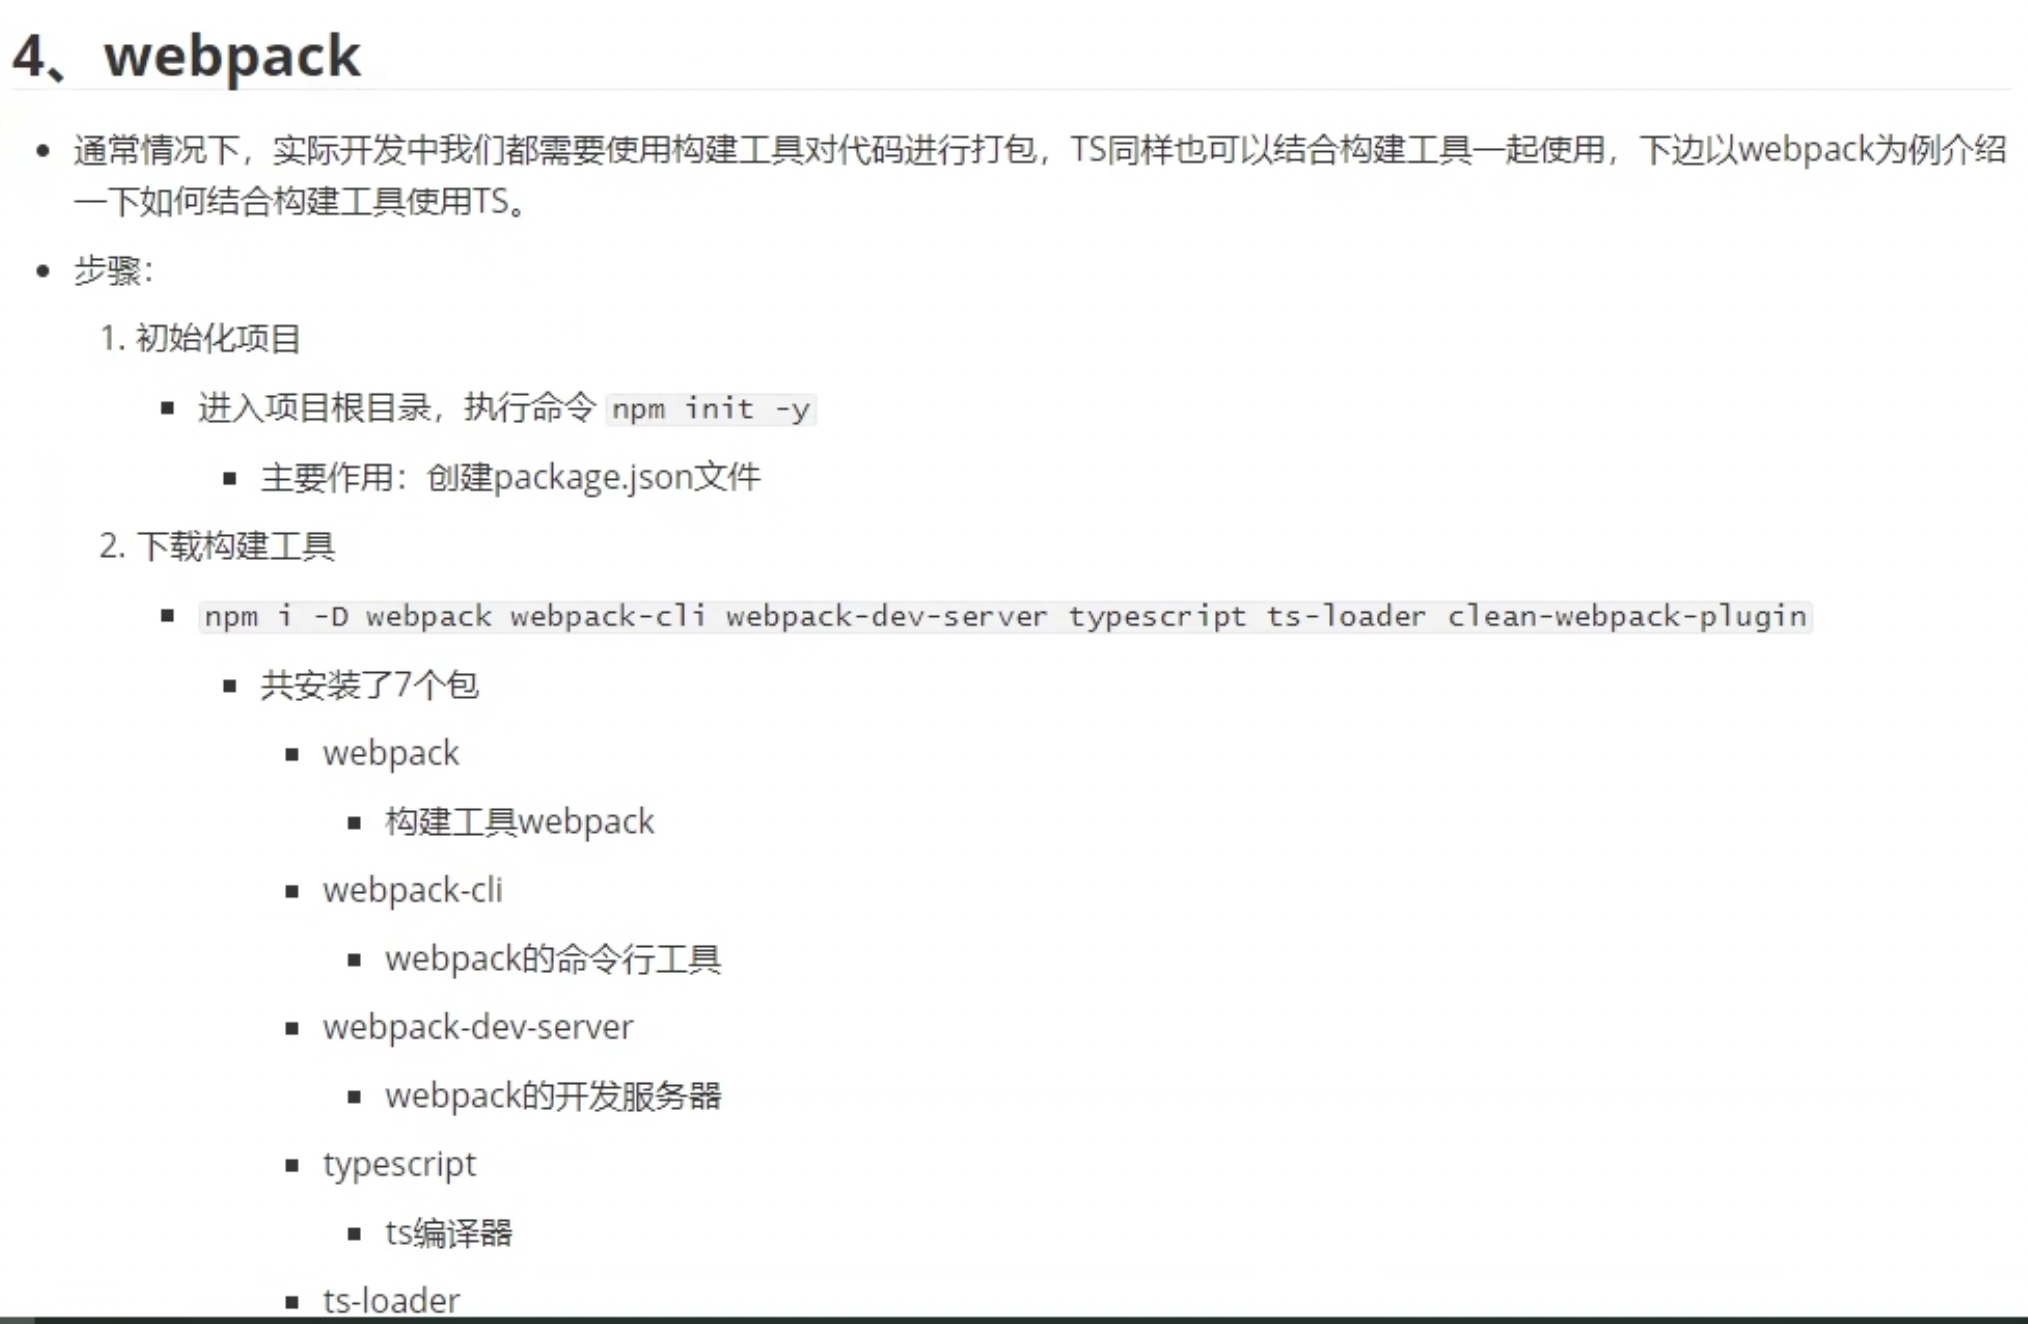 4、webpack
通常情况下，实际开发中我们都需要使用构建工具对代码进行打包，TS同样也可以结合构建工具一起使用，下边以webpack为例介绍
一下如何结合构建工具使用TS。
步骤：
1. 初始化项目
进入项目根目录，执行命令 npm init -y
主要作用：创建package.json文件
2. 下载构建工具
npm i -D webpack webpack-cli webpack-dev-server typescript ts-loader clean-webpack-plugin
共安装了7个包
webpack
构建工具webpack
webpack-cli
webpack的命令行工具
webpack-dev-server
webpack的开发服务器
typescript
ts编译器
ts-loader